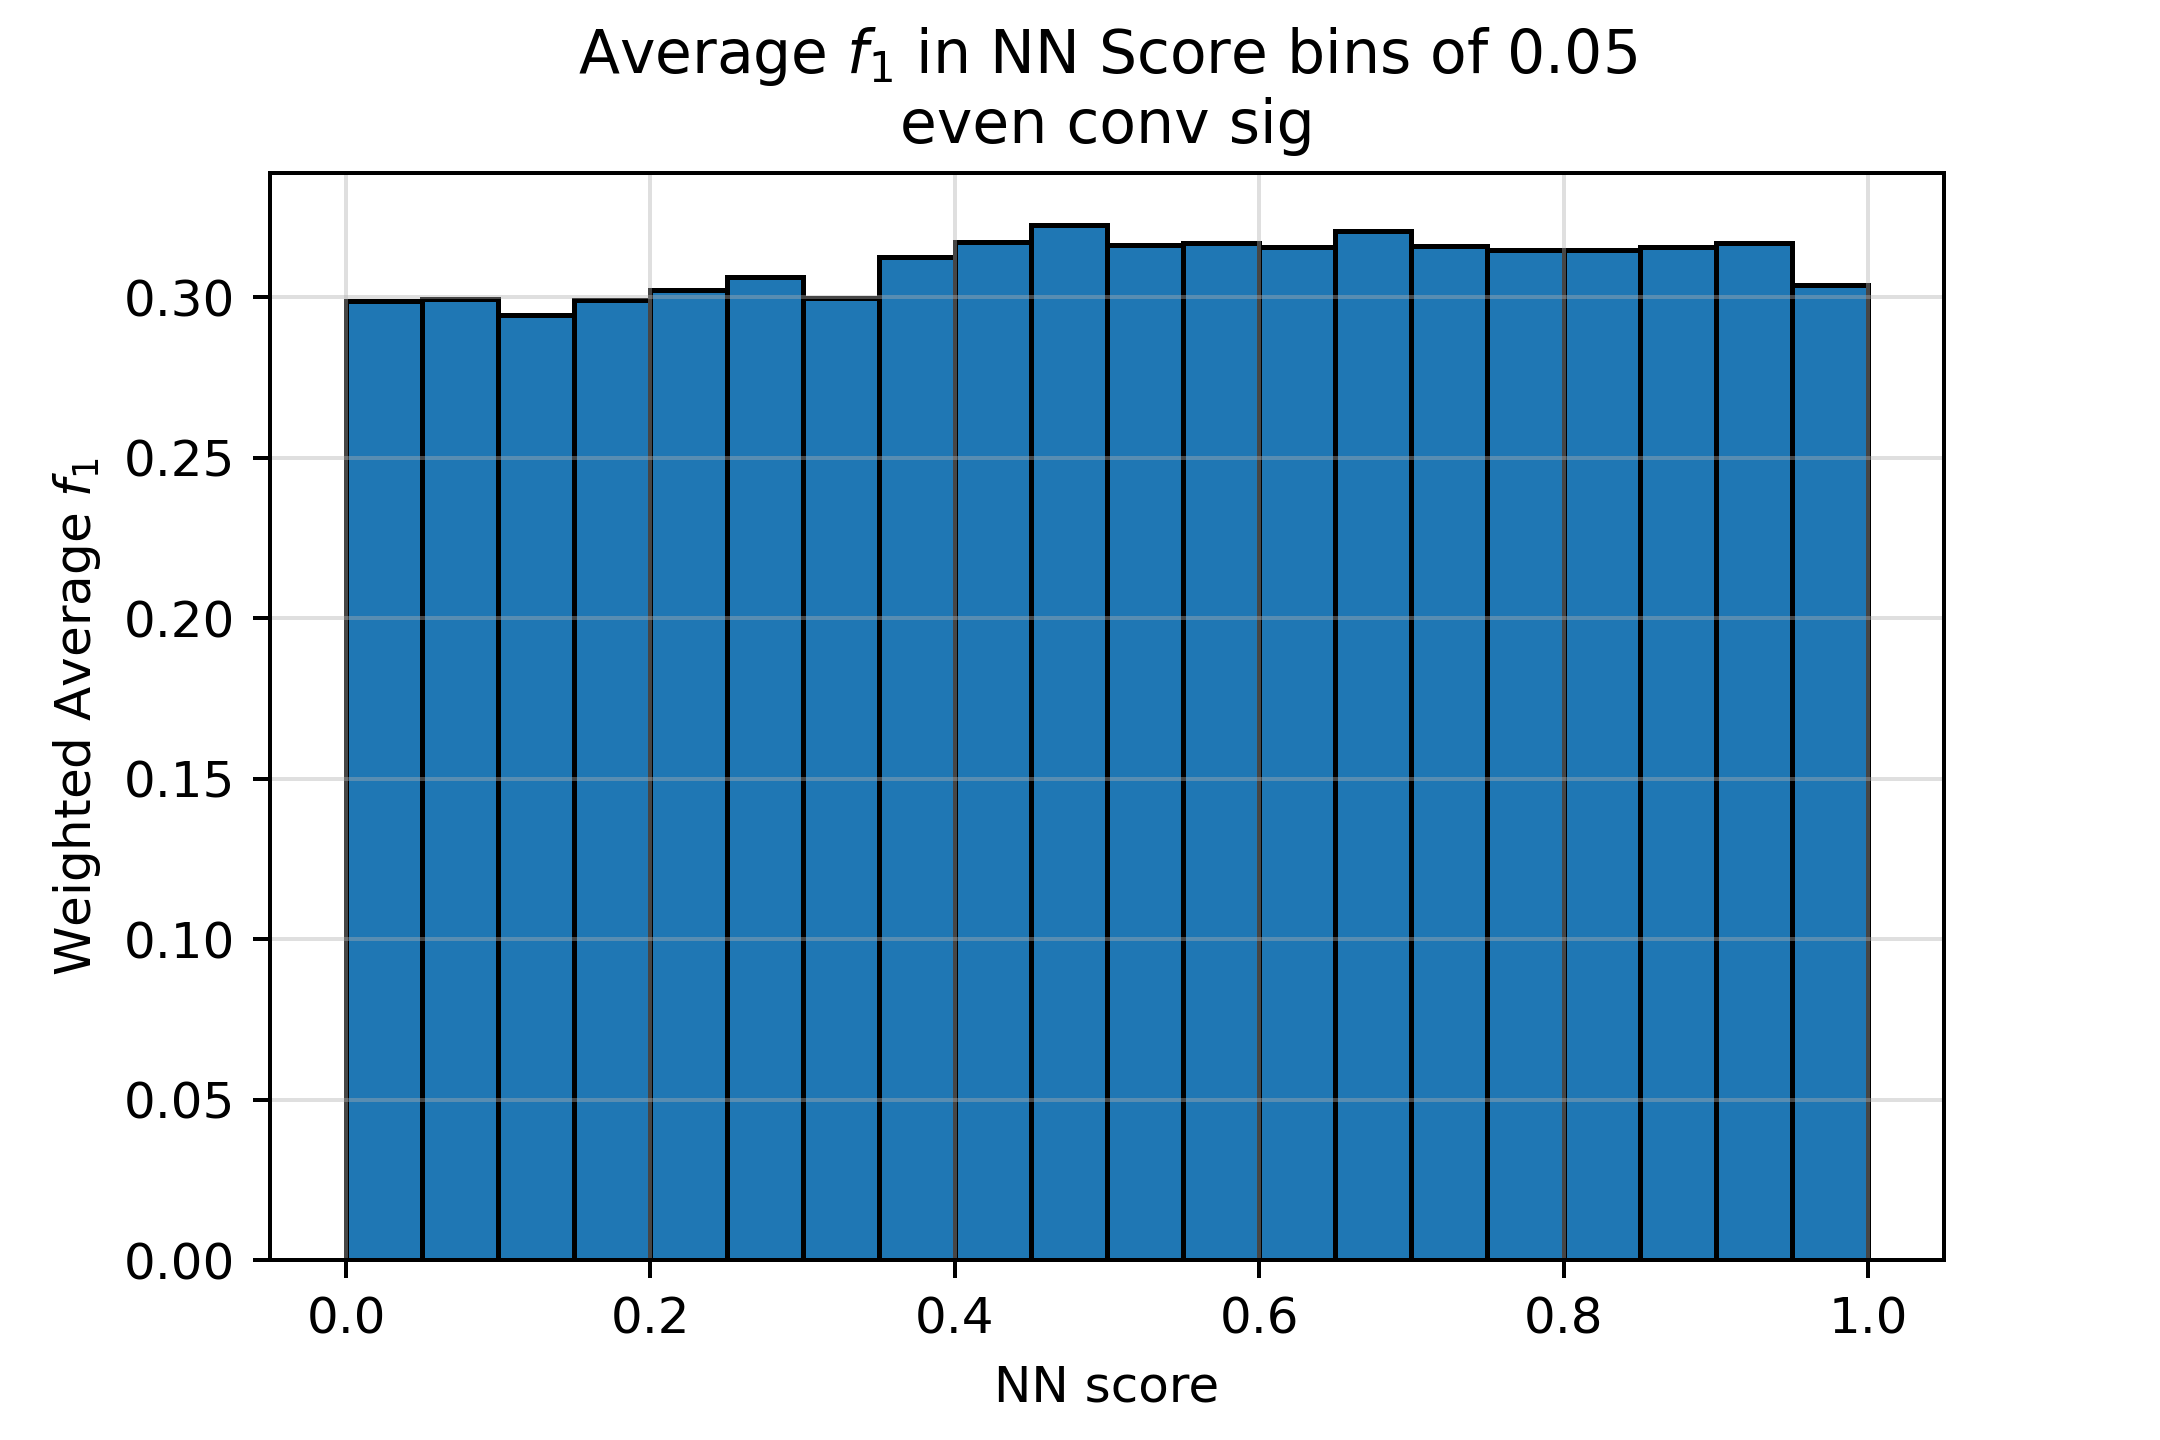 Average f₁ in NN Score bins of 0.05
even conv sig
Weighted Average f₁
0.30
0.25
0.20
0.15
0.10
0.05
0.00
0.0 0.2 0.4 0.6 0.8 1.0
NN score